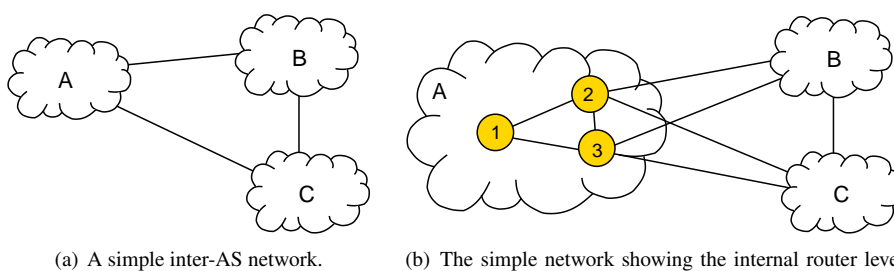 A
B
C
A
1
2
3
B
C
(a) A simple inter-AS network.
(b) The simple network showing the internal router leve